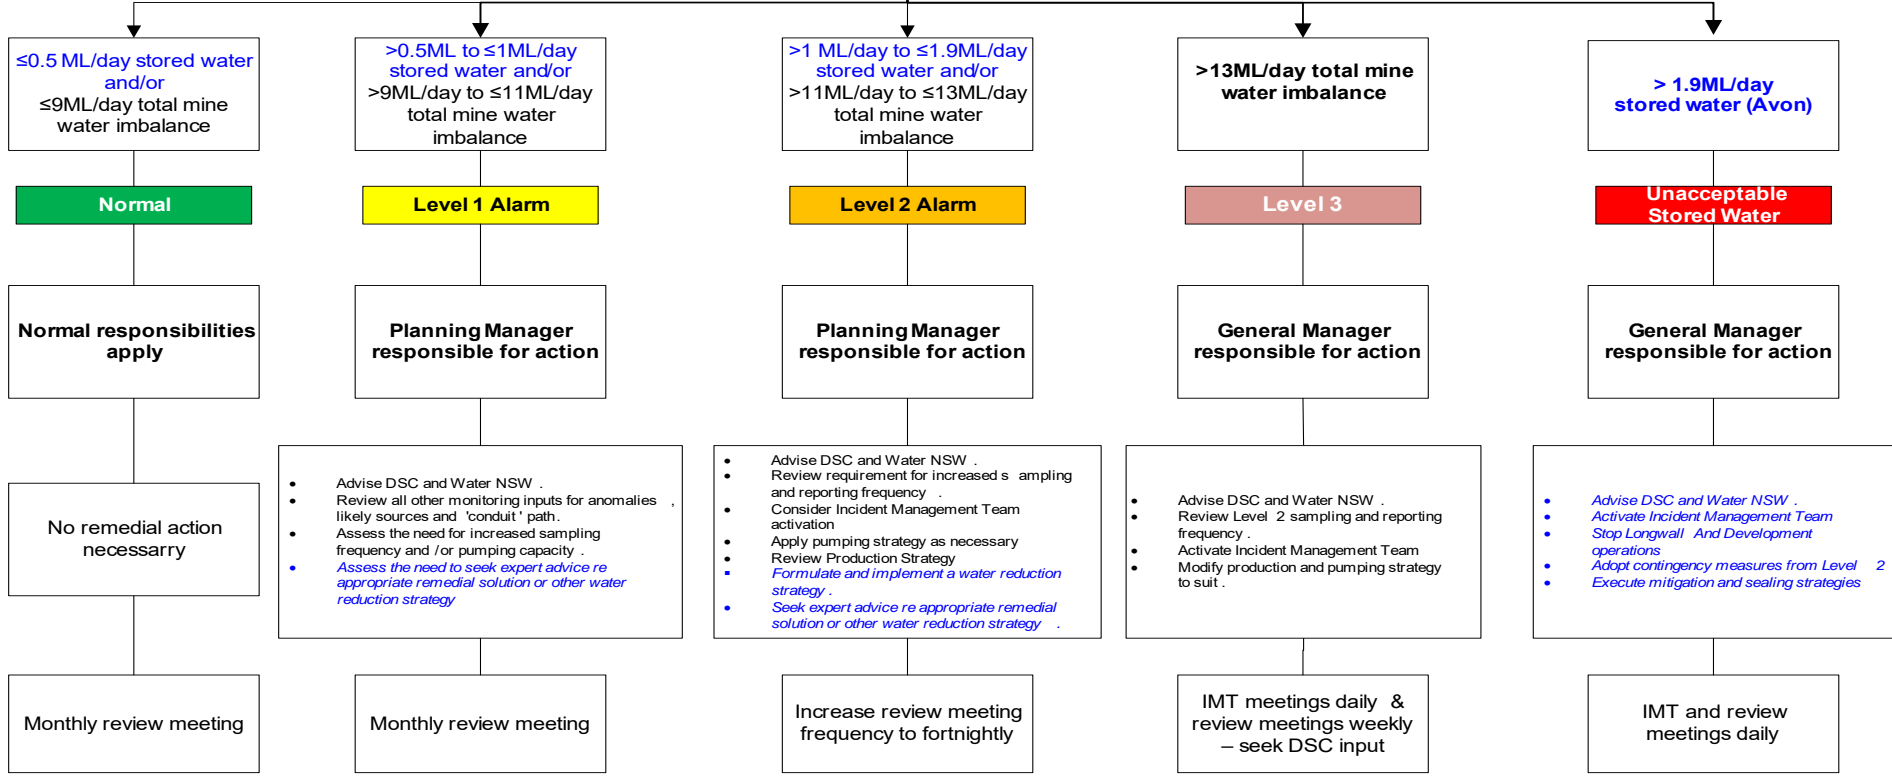 ≤0.5 ML/day stored water
and/or
≤9ML/day total mine
water imbalance
>0.5ML to ≤1ML/day
stored water and/or
>9ML/day to ≤11ML/day
total mine water
imbalance
>1 ML/day to ≤1.9ML/day
stored water and/or
>11ML/day to ≤13ML/day
total mine water
imbalance
>13ML/day total mine
water imbalance
> 1.9ML/day
stored water (Avon)
Normal
Level 1 Alarm
Level 2 Alarm
Level 3
Unacceptable
Stored Water
Normal responsibilities
apply
Planning Manager
responsible for action
Planning Manager
responsible for action
General Manager
responsible for action
General Manager
responsible for action
No remedial action
necessarry
• Advise DSC and Water NSW .
• Review all other monitoring inputs for anomalies ,
likely sources and 'conduit ' path.
• Assess the need for increased sampling
frequency and /or pumping capacity .
• Assess the need to seek expert advice re
appropriate remedial solution or other water
reduction strategy
• Advise DSC and Water NSW .
• Review requirement for increased s ampling
and reporting frequency .
• Consider Incident Management Team
activation
• Apply pumping strategy as necessary
• Review Production Strategy
▪ Formulate and implement a water reduction
strategy .
• Seek expert advice re appropriate remedial
solution or other water reduction strategy .
• Advise DSC and Water NSW .
• Review Level 2 sampling and reporting
frequency .
• Activate Incident Management Team
• Modify production and pumping strategy
to suit .
• Advise DSC and Water NSW .
• Activate Incident Management Team
• Stop Longwall And Development
operations
• Adopt contingency measures from Level 2
• Execute mitigation and sealing strategies
Monthly review meeting
Monthly review meeting
Increase review meeting
frequency to fortnightly
IMT meetings daily &
review meetings weekly
– seek DSC input
IMT and review
meetings daily